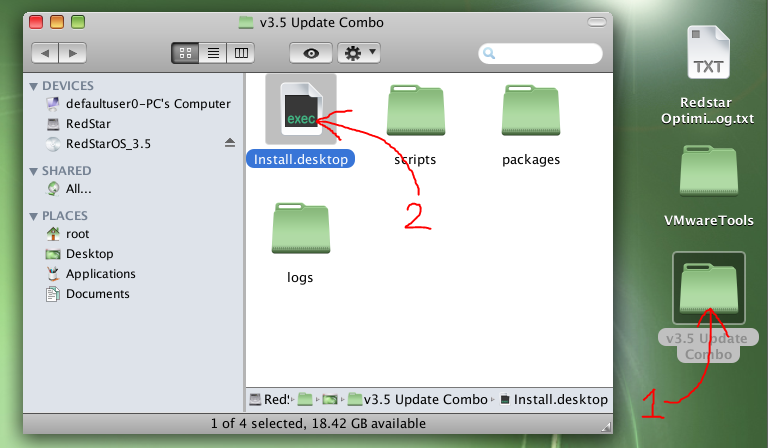 v3.5 Update Combo
DEVICES
defaultuser0-PC's Computer
RedStar
RedStarOS_3.5
SHARED
All...
PLACES
root
Desktop
Applications
Documents
exec
Install.desktop
scripts
packages
logs
2
RedS
v3.5 Update Combo
Install.desktop
1 of 4 selected, 18.42 GB available
TXT
Redstar
Optimi...og.txt
VMwareTools
v3.5 Update
Combo
1